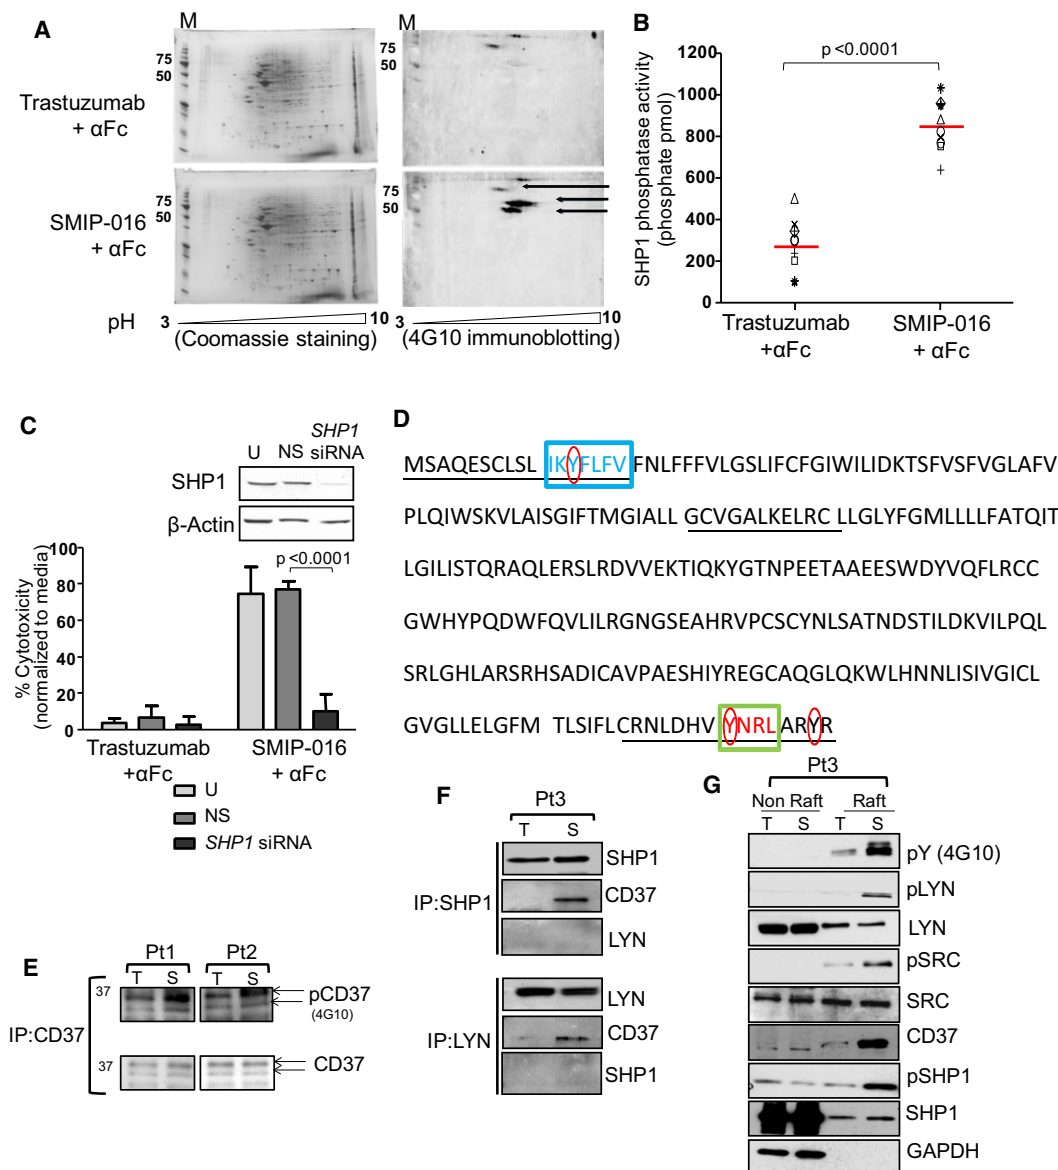 A
M
M
75
50
75
50
Trastuzumab
+ αFc
75
50
75
50
SMIP-016
+ αFc
pH
3
10
3
10
(Coomassie staining)
(4G10 immunoblotting)
B
p <0.0001
SHP1 phosphatase activity
(phosphate pmol)
1200
1000
800
600
400
200
0
Trastuzumab
+αFc
SMIP-016
+ αFc
C
U
NS
SHP1
siRNA
SHP1
β-Actin
p <0.0001
% Cytotoxicity
(normalized to media)
100
80
60
40
20
0
Trastuzumab
+αFc
SMIP-016
+ αFc
U
NS
SHP1 siRNA
D
MSAQESCLSL IKYFLFV FNLFFFVLGSLIFCFGIWILIDKTSFVSFVGLAFV
PLQIWSKVLAISGIFTMGIALL GCVGALKELRC LLGLYFGMLLLLFATQIT
LGILISTQRAQLERSLRDVVEKTIQKYGTNPEETAAEESWDYVQFLRCC
GWHYPQDWFQVLILRGNGSEAHRVPCSCYNLSATNDSTILDKVILPQL
SRLGHLARSRHSADICAVPAESHIYREGCAQGLQKWLHNNLISIVGICL
GVGLLELGFM TLSIFLCRNLDHV YNRL ARYR
E
Pt1
Pt2
T
S
T
S
IP:CD37
37
pCD37
(4G10)
37
CD37
F
Pt3
T
S
IP:SHP1
SHP1
CD37
LYN
IP:LYN
LYN
CD37
SHP1
G
Pt3
Non Raft
Raft
T
S
T
S
pY (4G10)
pLYN
LYN
pSRC
SRC
CD37
pSHP1
SHP1
GAPDH